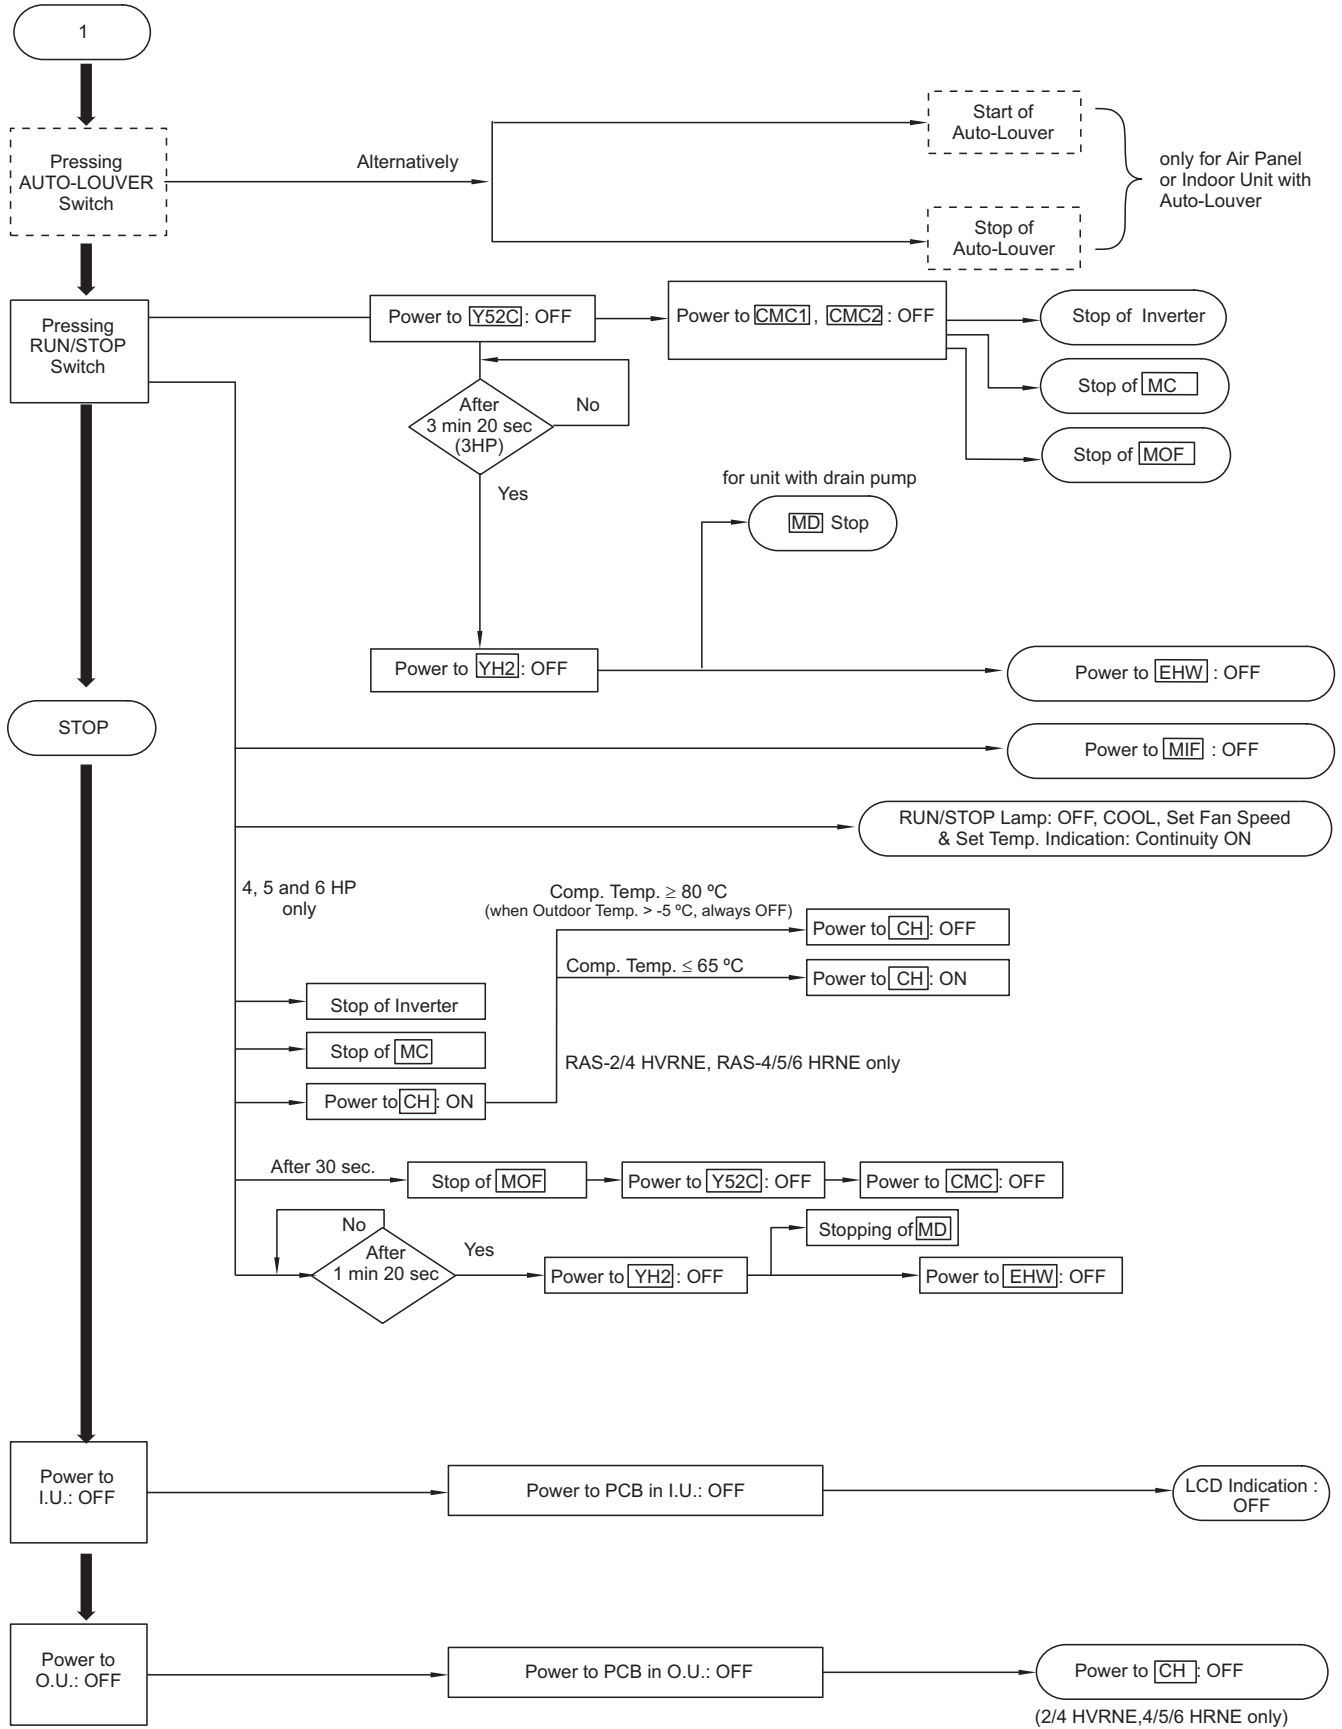 1
Pressing
AUTO-LOUVER
Switch
Alternatively
Start of
Auto-Louver
Stop of
Auto-Louver
only for Air Panel
or Indoor Unit with
Auto-Louver
Pressing
RUN/STOP
Switch
Power to Y52C : OFF
Power to CMC1 , CMC2 : OFF
Stop of Inverter
Stop of MC
Stop of MOF
After
3 min 20 sec
(3HP)
No
Yes
for unit with drain pump
MD Stop
Power to YH2 : OFF
Power to EHW : OFF
STOP
Power to MIF : OFF
RUN/STOP Lamp: OFF, COOL, Set Fan Speed
& Set Temp. Indication: Continuity ON
4, 5 and 6 HP
only
Comp. Temp. ≥ 80 ºC
(when Outdoor Temp. > -5 ºC, always OFF)
Power to CH : OFF
Comp. Temp. ≤ 65 ºC
Power to CH : ON
Stop of Inverter
Stop of MC
RAS-2/4 HVRNE, RAS-4/5/6 HRNE only
Power to CH : ON
After 30 sec.
Stop of MOF
Power to Y52C : OFF
Power to CMC : OFF
No
After
1 min 20 sec
Yes
Stopping of MD
Power to YH2 : OFF
Power to EHW : OFF
Power to
I.U.: OFF
Power to PCB in I.U.: OFF
LCD Indication :
OFF
Power to
O.U.: OFF
Power to PCB in O.U.: OFF
Power to CH : OFF
(2/4 HVRNE,4/5/6 HRNE only)